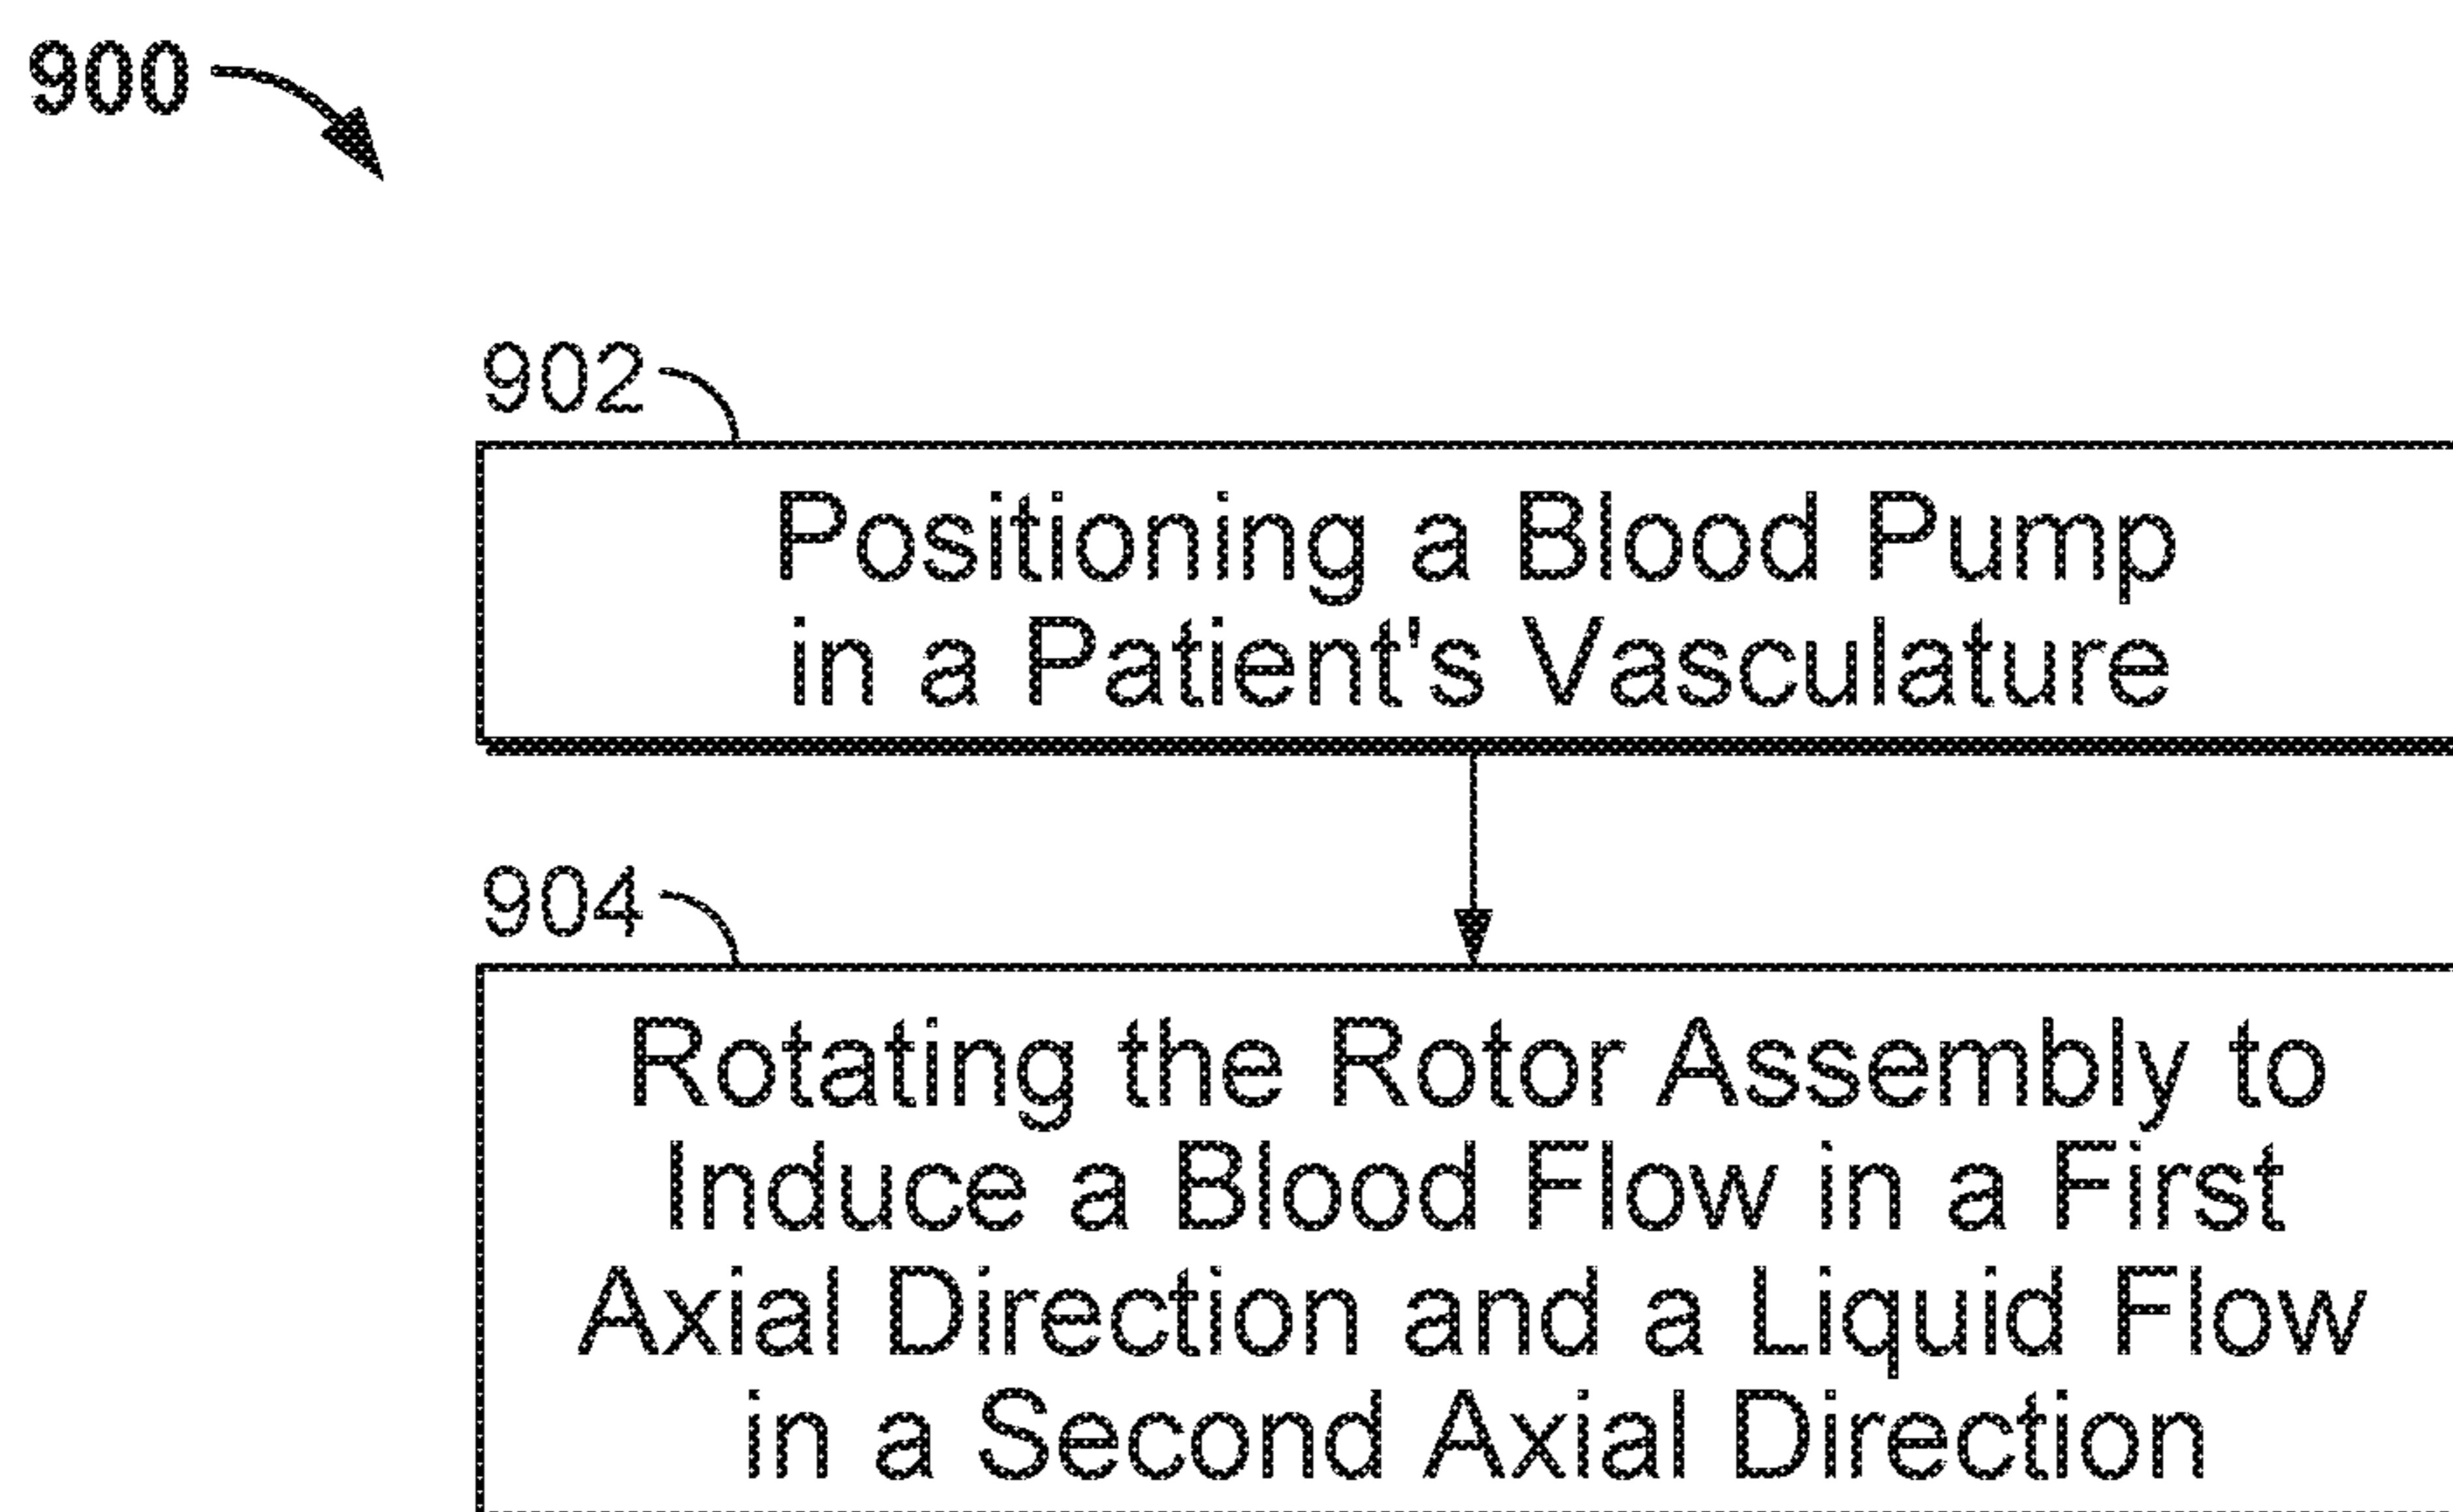 900
902
Positioning a Blood Pump
in a Patient's Vasculature
904
Rotating the Rotor Assembly to
Induce a Blood Flow in a First
Axial Direction and a Liquid Flow
in a Second Axial Direction